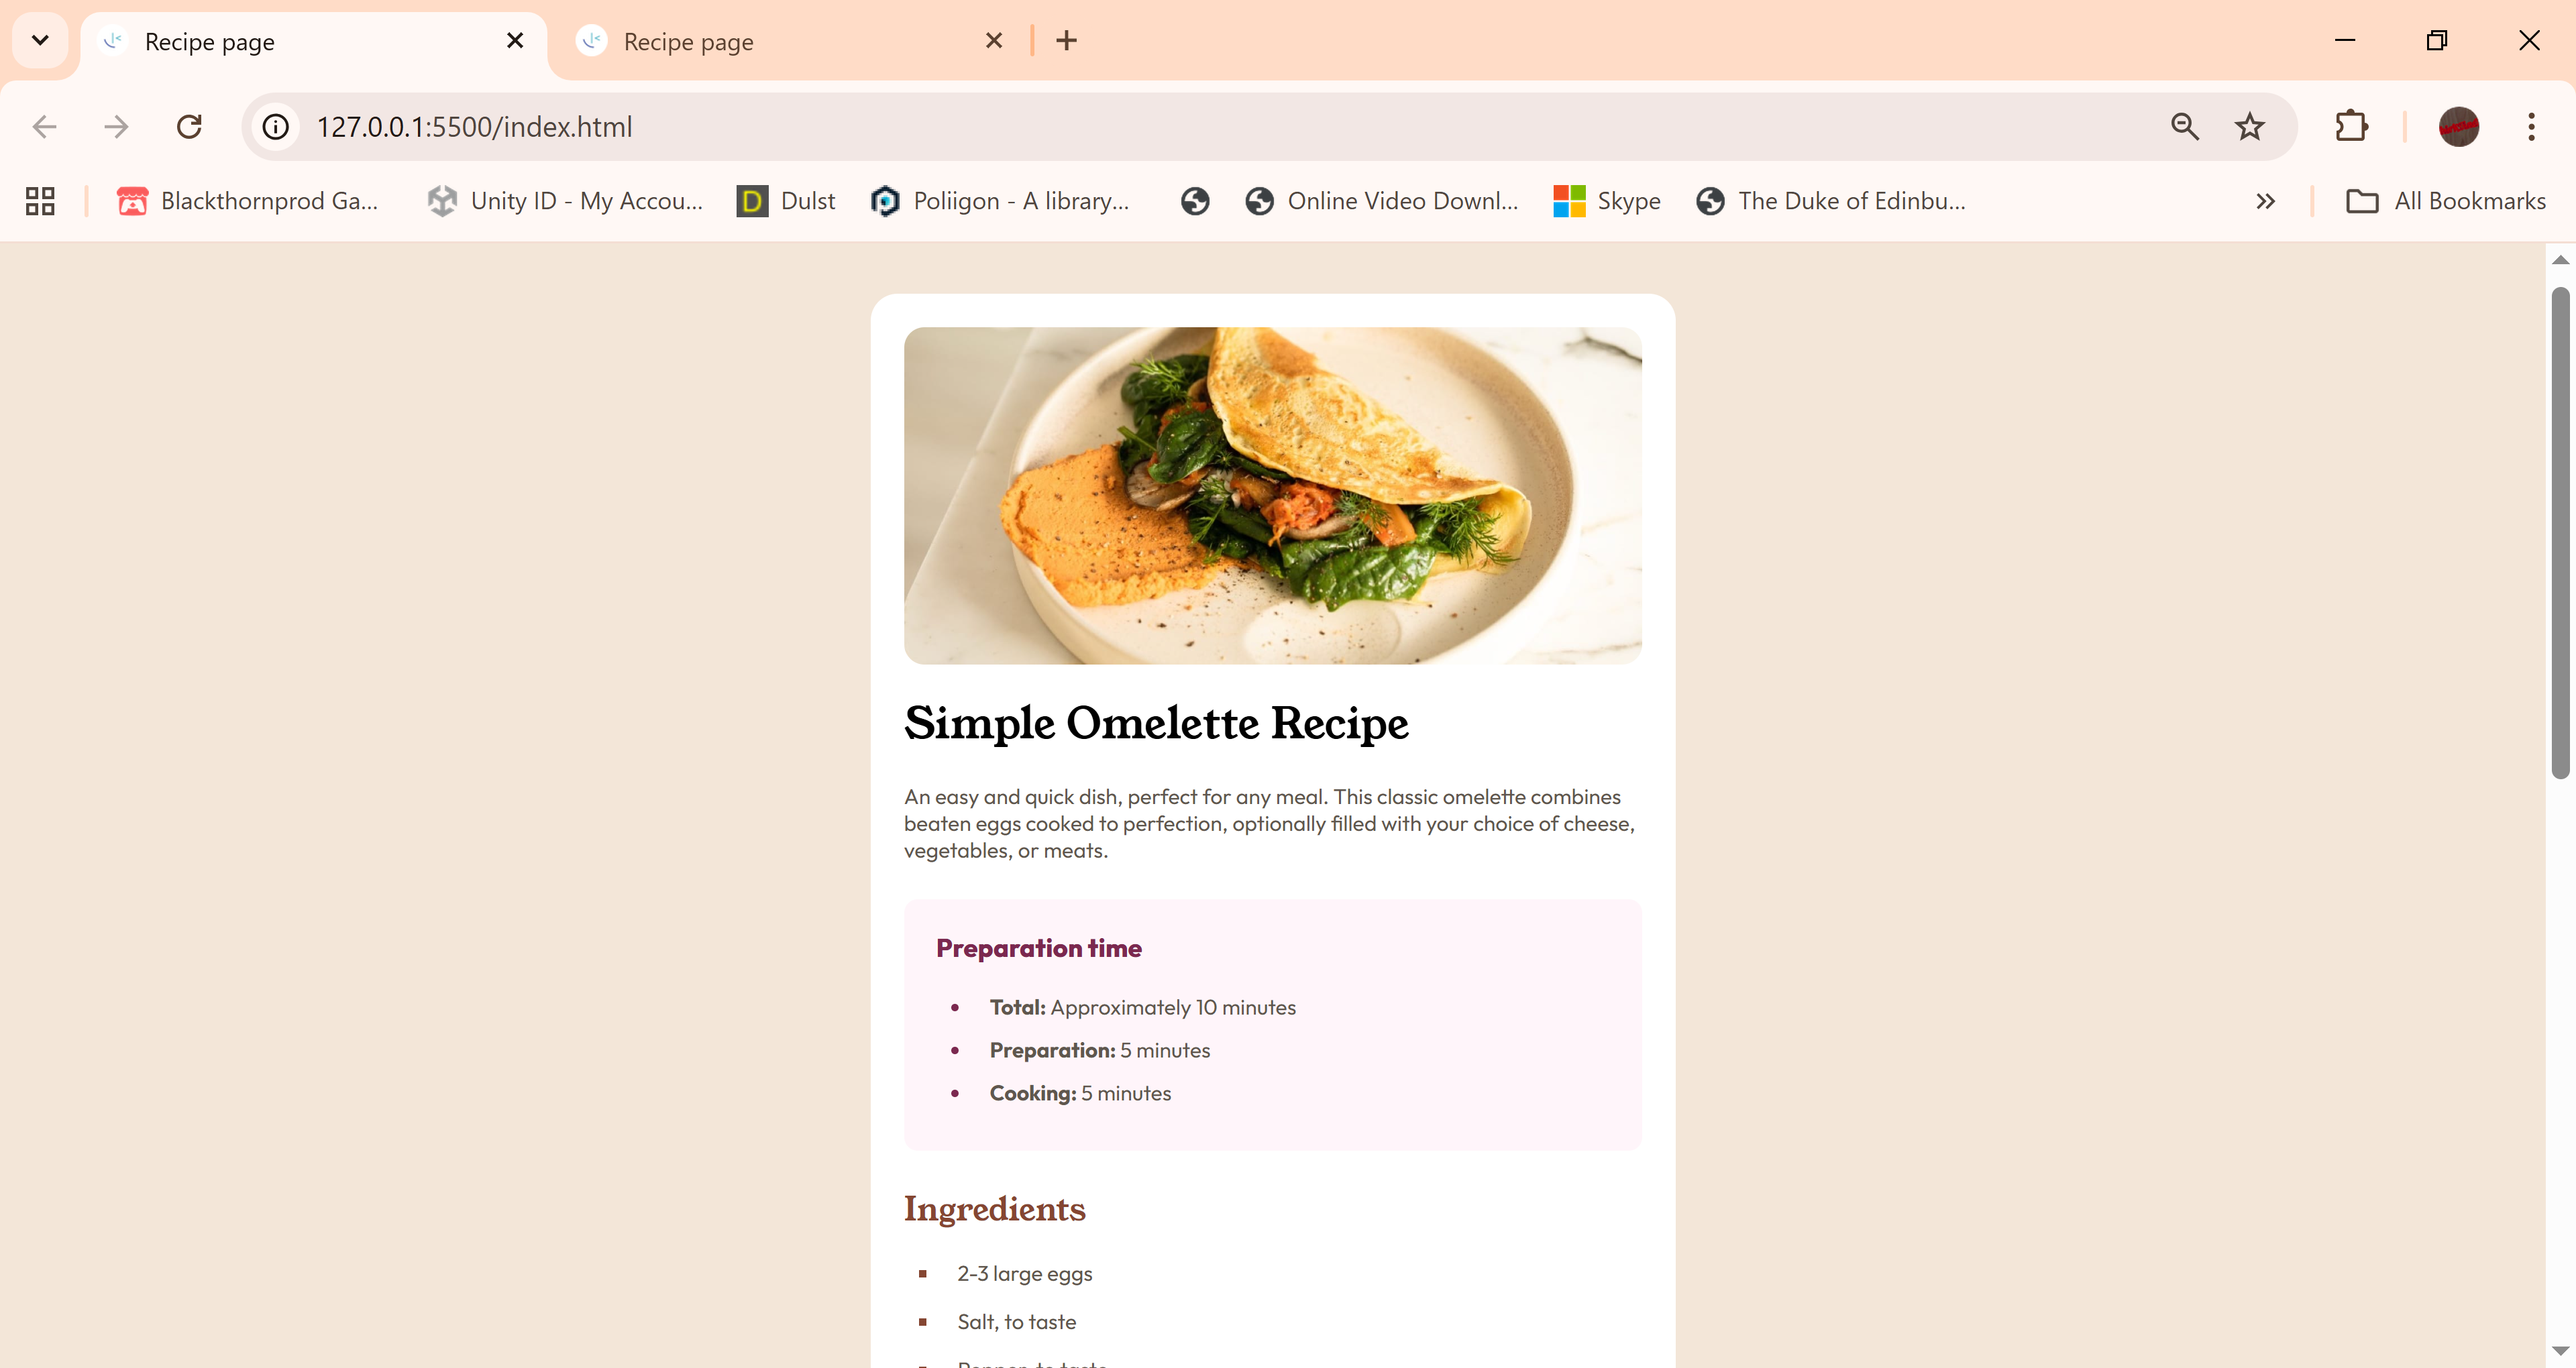 Recipe page
Recipe page
127.0.0.1:5500/index.html
Blackthornprod Ga...
Unity ID - My Accou...
D
Dulst
Poliigon - A library...
Online Video Downl...
Skype
The Duke of Edinbu...
All Bookmarks
Simple Omelette Recipe
An easy and quick dish, perfect for any meal. This classic omelette combines
beaten eggs cooked to perfection, optionally filled with your choice of cheese,
vegetables, or meats.
Preparation time
Total: Approximately 10 minutes
Preparation: 5 minutes
Cooking: 5 minutes
Ingredients
2-3 large eggs
Salt, to taste